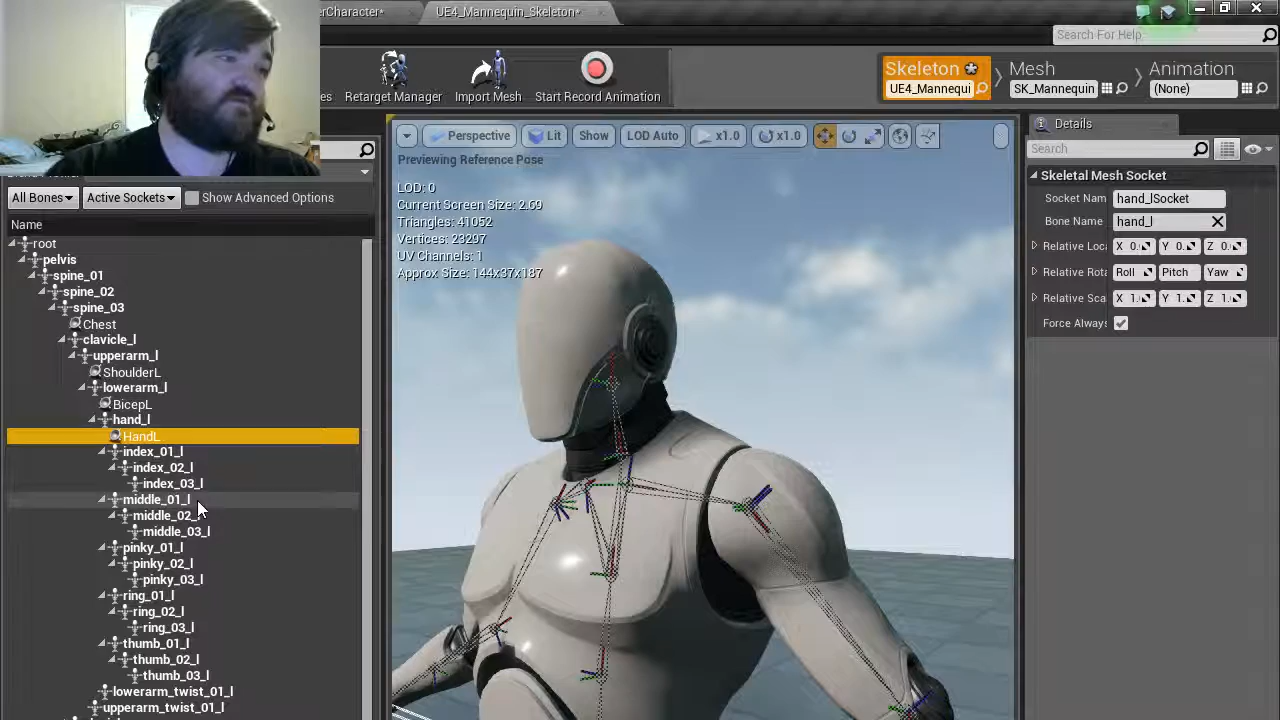 erCharacter*
UE4_Mannequin_Skeleton*
Search For Help
es
Retarget Manager
Import Mesh
Start Record Animation
Skeleton
UE4_Mannequi
Mesh
SK_Mannequin
Animation
(None)
Perspective
Lit
Show
LOD Auto
x1.0
x1.0
Details
Previewing Reference Pose
LOD: 0
Current Screen Size: 2.69
Triangles: 41052
Vertices: 23297
UV Channels: 1
Approx Size: 144x37x187
All Bones
Active Sockets
Show Advanced Options
Name
root
pelvis
spine_01
spine_02
spine_03
Chest
clavicle_l
upperarm_l
ShoulderL
lowerarm_l
BicepL
hand_l
HandL
index_01_l
index_02_l
index_03_l
middle_01_l
middle_02_l
middle_03_l
pinky_01_l
pinky_02_l
pinky_03_l
ring_01_l
ring_02_l
ring_03_l
thumb_01_l
thumb_02_l
thumb_03_l
lowerarm_twist_01_l
upperarm_twist_01_l
Search
Skeletal Mesh Socket
Socket Nam
hand_lSocket
Bone Name
hand_l
Relative Loca X 0. Y 0. Z 0.
Relative Rota Roll Pitch Yaw
Relative Sca X 1. Y 1. Z 1.
Force Alway